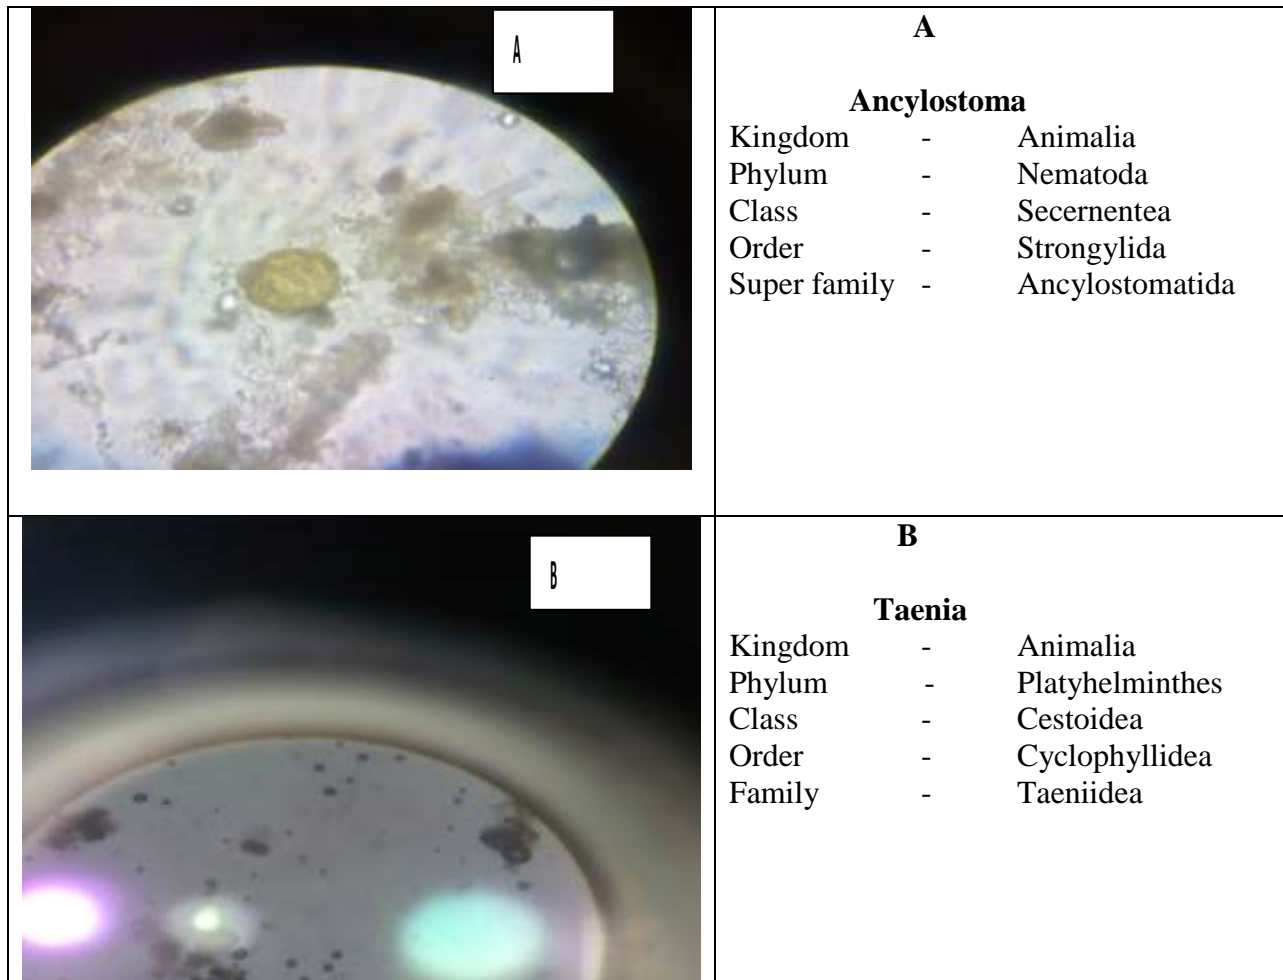 A
A
Ancylostoma
Kingdom - Animalia
Phylum - Nematoda
Class - Secernentea
Order - Strongylida
Super family - Ancylostomatida
B
B
Taenia
Kingdom - Animalia
Phylum - Platyhelminthes
Class - Cestoidea
Order - Cyclophyllidea
Family - Taeniidea